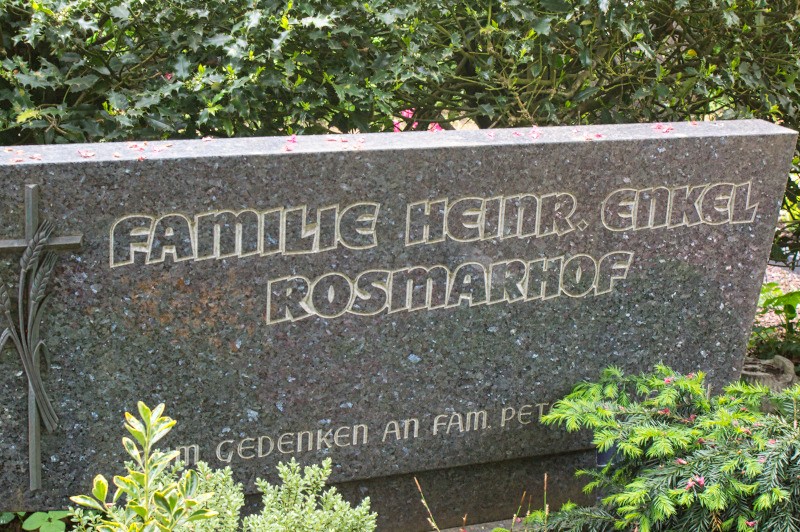 FAMILIE HEINR. ENKEL
ROSMARHOF
GEDENKEN AN FAM.